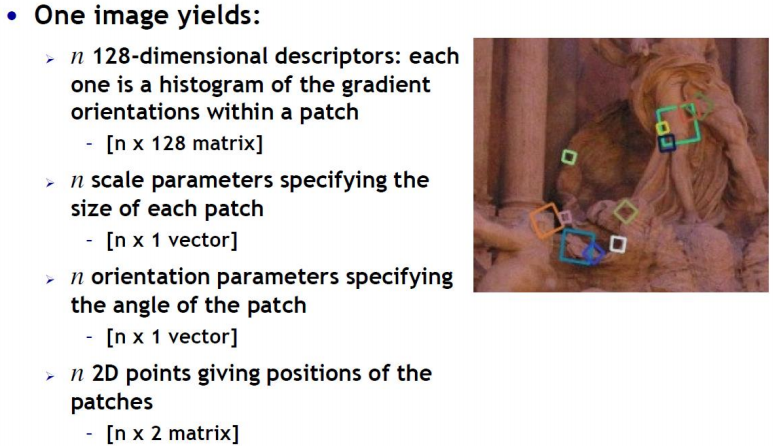 • One image yields:
➢ n 128-dimensional descriptors: each
one is a histogram of the gradient
orientations within a patch
- [n x 128 matrix]
➢ n scale parameters specifying the
size of each patch
- [n x 1 vector]
➢ n orientation parameters specifying
the angle of the patch
- [n x 1 vector]
➢ n 2D points giving positions of the
patches
- [n x 2 matrix]